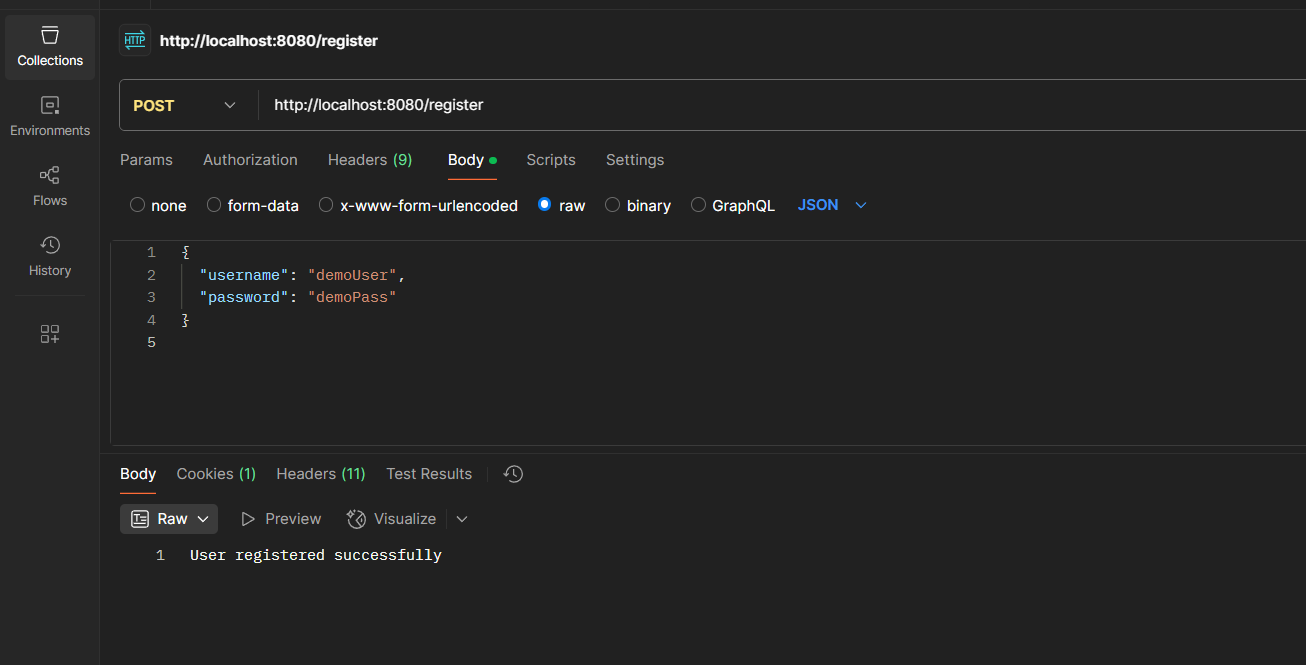 HTTP http://localhost:8080/register
Collections
POST http://localhost:8080/register
Environments
Params Authorization Headers (9) Body Scripts Settings
none form-data x-www-form-urlencoded raw binary GraphQL JSON
Flows
History
1 {
2 "username": "demoUser",
3 "password": "demoPass"
4 }
5
Body Cookies (1) Headers (11) Test Results
Raw Preview Visualize
1 User registered successfully